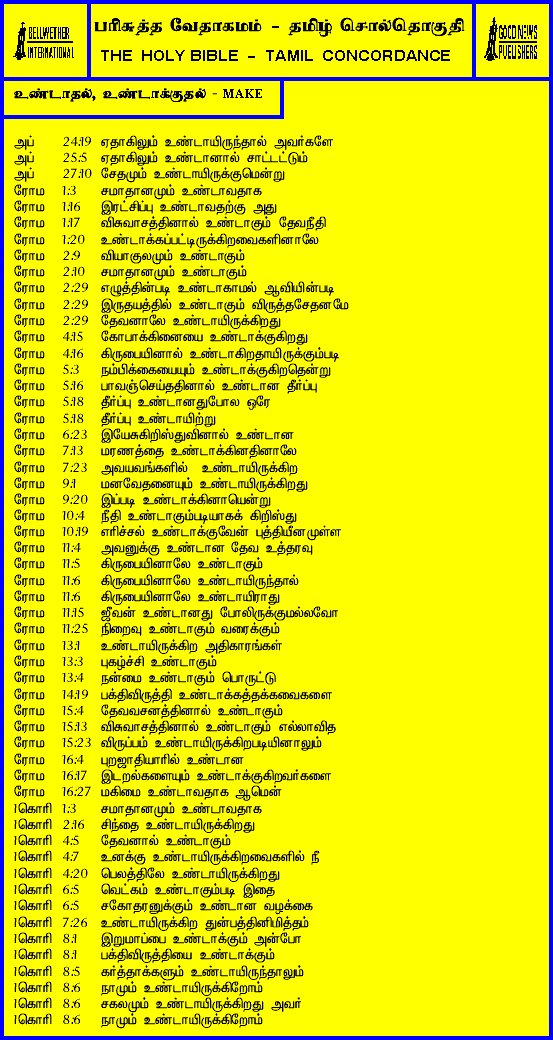 BELLWETHER
INTERNATIONAL
பரிசுத்த வேதாகமம் - தமிழ் சொல்தொகுதி
THE HOLY BIBLE - TAMIL CONCORDANCE
GOOD NEWS
PUBLISHERS
உண்டாதல், உண்டாக்குதல் - MAKE
அப் 24:19 ஏதாகிலும் உண்டாயிருந்தால் அவர்களே
அப் 25:5 ஏதாகிலும் உண்டானால் சாட்டட்டும்
அப் 27:10 சேதமும் உண்டாயிருக்குமென்று
ரோம 1:3 சமாதானமும் உண்டாவதாக
ரோம 1:16 இரட்சிப்பு உண்டாவதற்கு அது
ரோம 1:17 விசுவாசத்தினால் உண்டாகும் தேவநீதி
ரோம 1:20 உண்டாக்கப்பட்டிருக்கிறவைகளினாலே
ரோம 2:9 வியாகுலமும் உண்டாகும்
ரோம 2:10 சமாதானமும் உண்டாகும்
ரோம 2:29 எழுத்தின்படி உண்டாகாமல் ஆவியின்படி
ரோம 2:29 இருதயத்தில் உண்டாகும் விருத்தசேதனமே
ரோம 2:29 தேவனாலே உண்டாயிருக்கிறது
ரோம 4:15 கோபாக்கினையை உண்டாக்குகிறது
ரோம 4:16 கிருபையினால் உண்டாகிறதாயிருக்கும்படி
ரோம 5:3 நம்பிக்கையையும் உண்டாக்குகிறதென்று
ரோம 5:16 பாவஞ்செய்ததினால் உண்டான தீர்ப்பு
ரோம 5:18 தீர்ப்பு உண்டானதுபோல ஒரே
ரோம 5:18 தீர்ப்பு உண்டாயிற்று
ரோம 6:23 இயேசுகிறிஸ்துவினால் உண்டான
ரோம 7:13 மரணத்தை உண்டாக்கினதினாலே
ரோம 7:23 அவயவங்களில் உண்டாயிருக்கிற
ரோம 9:1 மனவேதனையும் உண்டாயிருக்கிறது
ரோம 9:20 இப்படி உண்டாக்கினாயென்று
ரோம 10:4 நீதி உண்டாகும்படியாகக் கிறிஸ்து
ரோம 10:19 எரிச்சல் உண்டாக்குவேன் புத்தியீனமுள்ள
ரோம 11:4 அவனுக்கு உண்டான தேவ உத்தரவு
ரோம 11:5 கிருபையினாலே உண்டாகும்
ரோம 11:6 கிருபையினாலே உண்டாயிருந்தால்
ரோம 11:6 கிருபையினாலே உண்டாயிராது
ரோம 11:15 ஜீவன் உண்டானது போலிருக்குமல்லவோ
ரோம 11:25 நிறைவு உண்டாகும் வரைக்கும்
ரோம 13:1 உண்டாயிருக்கிற அதிகாரங்கள்
ரோம 13:3 புகழ்ச்சி உண்டாகும்
ரோம 13:4 நன்மை உண்டாகும் பொருட்டு
ரோம 14:19 பக்திவிருத்தி உண்டாக்கத்தக்கவைகளை
ரோம 15:4 தேவவசனத்தினால் உண்டாகும்
ரோம 15:13 விசுவாசத்தினால் உண்டாகும் எல்லாவித
ரோம 15:23 விருப்பம் உண்டாயிருக்கிறபடியினாலும்
ரோம 16:4 புறஜாதியாரில் உண்டான
ரோம 16:17 இடறல்களையும் உண்டாக்குகிறவர்களை
ரோம 16:27 மகிமை உண்டாவதாக ஆமென்
1கொரி 1:3 சமாதானமும் உண்டாவதாக
1கொரி 2:16 சிந்தை உண்டாயிருக்கிறது
1கொரி 4:5 தேவனால் உண்டாகும்
1கொரி 4:7 உனக்கு உண்டாயிருக்கிறவைகளில் நீ
1கொரி 4:20 பெலத்திலே உண்டாயிருக்கிறது
1கொரி 6:5 வெட்கம் உண்டாகும்படி இதை
1கொரி 6:5 சகோதரனுக்கும் உண்டான வழக்கை
1கொரி 7:26 உண்டாயிருக்கிற துன்பத்தினிமித்தம்
1கொரி 8:1 இறுமாப்பை உண்டாக்கும் அன்போ
1கொரி 8:1 பக்திவிருத்தியை உண்டாக்கும்
1கொரி 8:5 கர்த்தாக்களும் உண்டாயிருந்தாலும்
1கொரி 8:6 நாமும் உண்டாயிருக்கிறோம்
1கொரி 8:6 சகலமும் உண்டாயிருக்கிறது அவர்
1கொரி 8:6 நாமும் உண்டாயிருக்கிறோம்